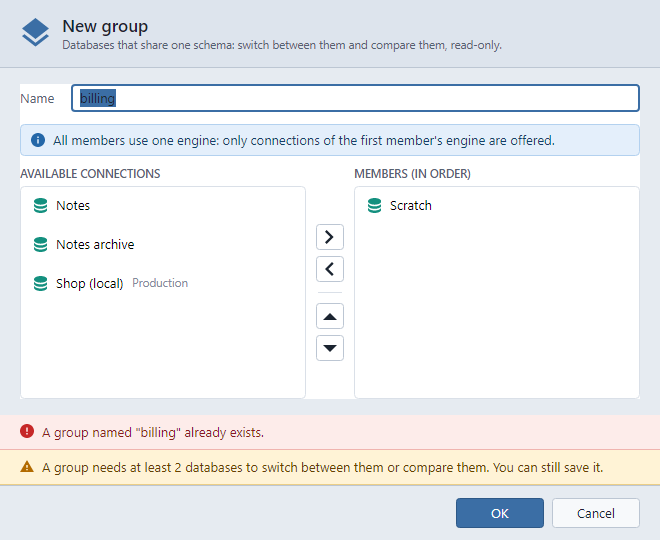 New group
Databases that share one schema: switch between them and compare them, read-only.
Name billing
All members use one engine: only connections of the first member's engine are offered.
AVAILABLE CONNECTIONS
Notes
Notes archive
Shop (local) Production
MEMBERS (IN ORDER)
Scratch
A group named "billing" already exists.
A group needs at least 2 databases to switch between them or compare them. You can still save it.
OK Cancel